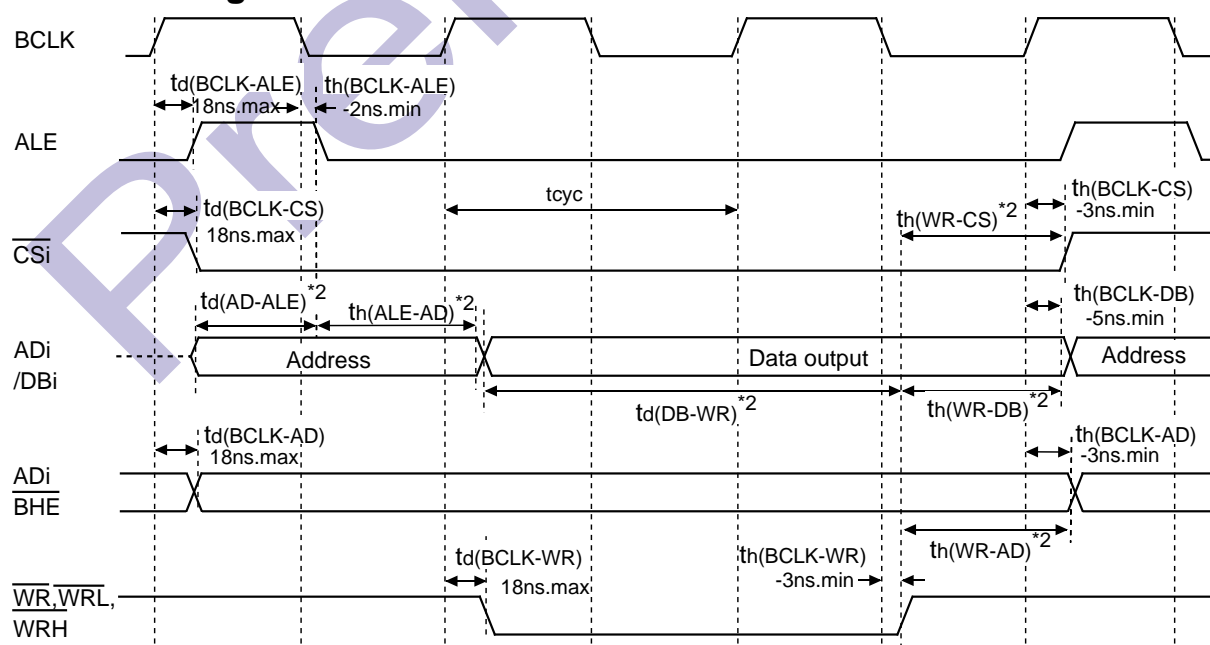 BCLK
td(BCLK-ALE) th(BCLK-ALE)
18ns.max -2ns.min
ALE
td(BCLK-CS)
18ns.max
tcyc
th(WR-CS)*2
th(BCLK-CS)
-3ns.min
CSi
td(AD-ALE)*2
th(ALE-AD)*2
th(BCLK-DB)
-5ns.min
ADi
/DBi
Address
Data output
Address
td(DB-WR)*2
th(WR-DB)*2
td(BCLK-AD)
18ns.max
th(BCLK-AD)
-3ns.min
ADi
BHE
th(WR-AD)*2
td(BCLK-WR)
18ns.max
th(BCLK-WR)
-3ns.min
WR,WRL,
WRH